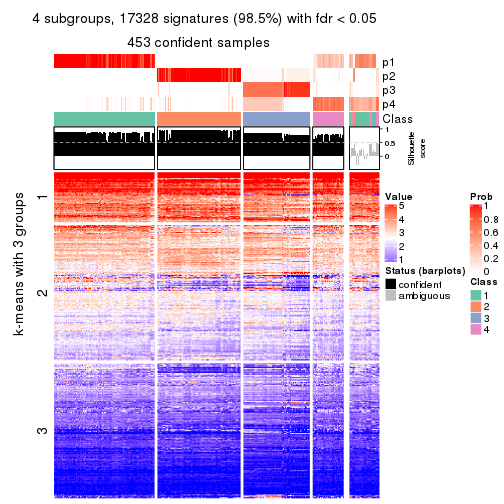 4 subgroups, 17328 signatures (98.5%) with fdr < 0.05
453 confident samples
p1
p2
p3
p4
Class
1
0.5
0
Silhouette
score
k-means with 3 groups
1
2
3
Value
5
4
3
2
1
Status (barplots)
confident
ambiguous
Prob
1
0.8
0.6
0.4
0.2
0
Class
1
2
3
4